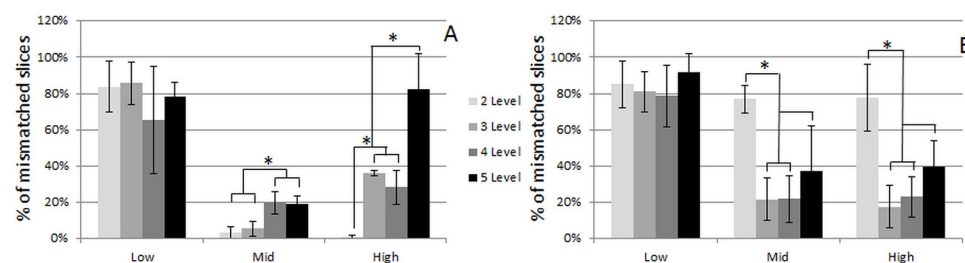 120%
100%
80%
60%
40%
20%
0%
% of mismatched slices
Low
Mid
High
*
*
*
A
2 Level
3 Level
4 Level
5 Level
120%
100%
80%
60%
40%
20%
0%
% of mismatched slices
Low
Mid
High
*
*